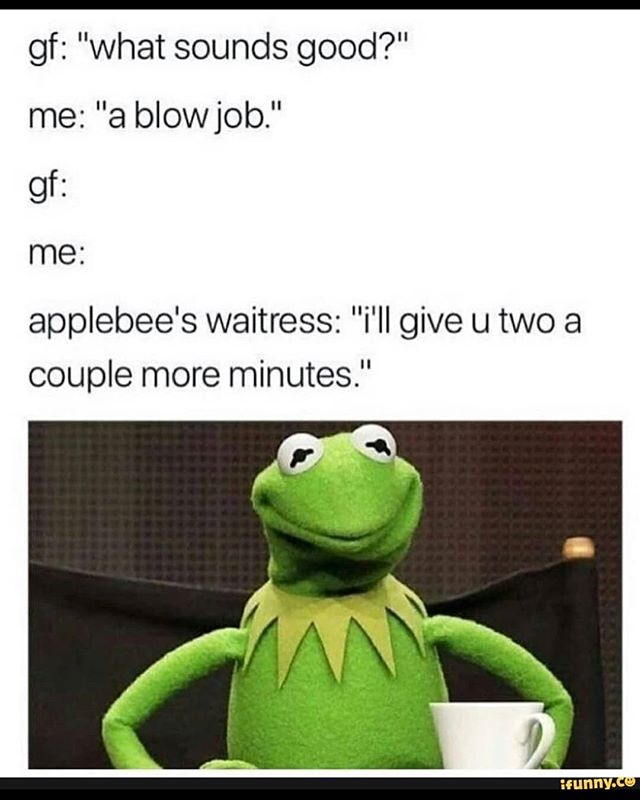 gf: "what sounds good?"
me: "a blow job."
gf:
me:
applebee's waitress: "i'll give u two a
couple more minutes."
ifunny.co